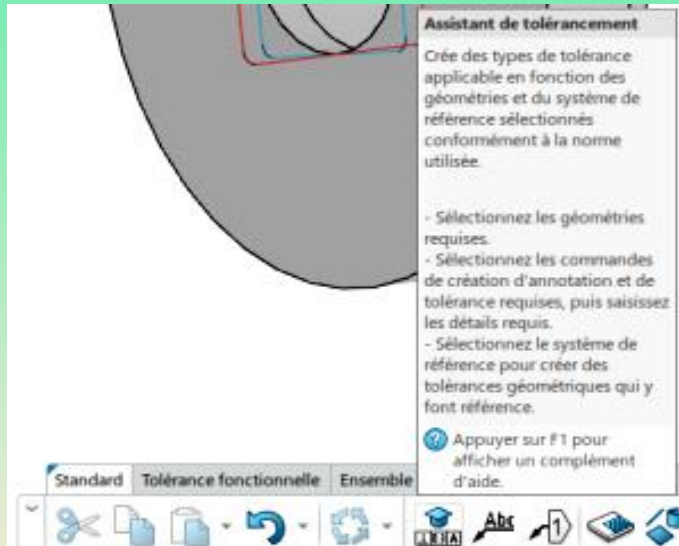 Assistant de tolérancement
Crée des types de tolérance
applicable en fonction des
géométries et du système de
référence sélectionnés
conformément à la norme
utilisée.
- Sélectionnez les géométries
requises.
- Sélectionnez les commandes
de création d'annotation et de
tolérance requises, puis saisissez
les détails requis.
- Sélectionnez le système de
référence pour créer des
tolérances géométriques qui y
font référence.
Appuyer sur F1 pour
afficher un complément
d'aide.
Standard Tolérance fonctionnelle Ensemble
Abc 1